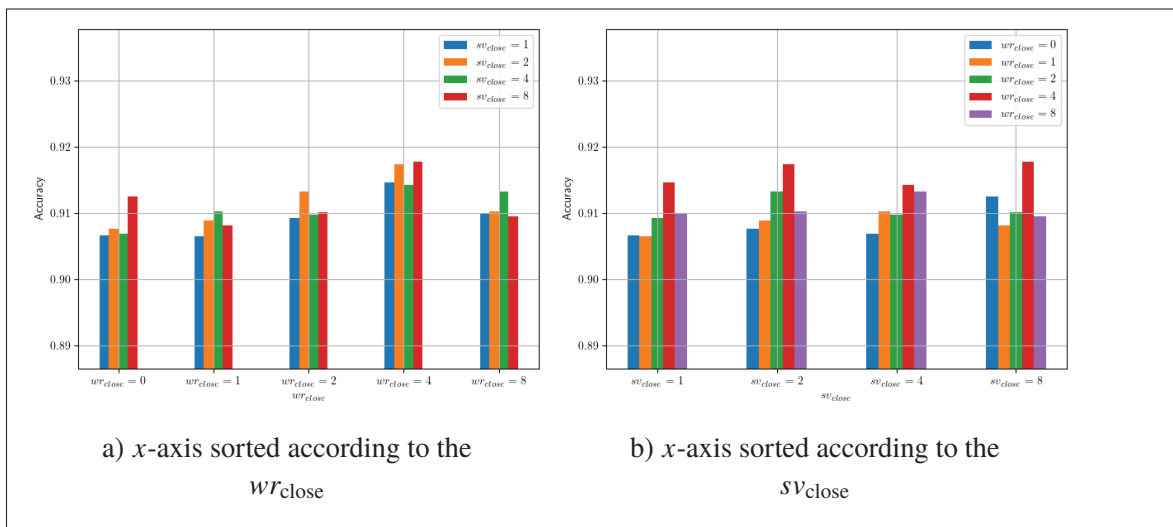 sv_close = 1
sv_close = 2
sv_close = 4
sv_close = 8
0.93
0.92
0.91
0.90
0.89
Accuracy
wr_close = 0 wr_close = 1 wr_close = 2 wr_close = 4 wr_close = 8
wr_close
a) x-axis sorted according to the
wr_close
wr_close = 0
wr_close = 1
wr_close = 2
wr_close = 4
wr_close = 8
0.93
0.92
0.91
0.90
0.89
Accuracy
sv_close = 1 sv_close = 2 sv_close = 4 sv_close = 8
sv_close
b) x-axis sorted according to the
sv_close